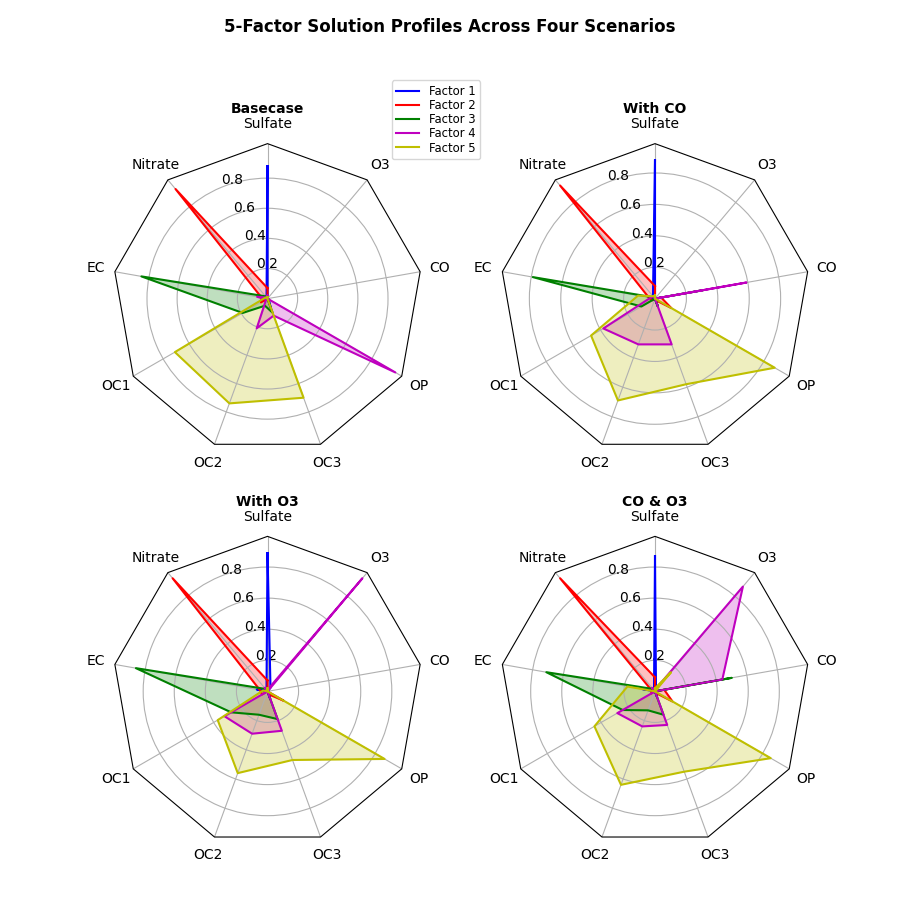 5-Factor Solution Profiles Across Four Scenarios
Factor 1
Factor 2
Factor 3
Factor 4
Factor 5
Basecase
Sulfate
Nitrate
O3
EC
CO
OC1
OP
OC2
OC3
0.2
0.4
0.6
0.8
With CO
Sulfate
Nitrate
O3
EC
CO
OC1
OP
OC2
OC3
0.2
0.4
0.6
0.8
With O3
Sulfate
Nitrate
O3
EC
CO
OC1
OP
OC2
OC3
0.2
0.4
0.6
0.8
CO & O3
Sulfate
Nitrate
O3
EC
CO
OC1
OP
OC2
OC3
0.2
0.4
0.6
0.8